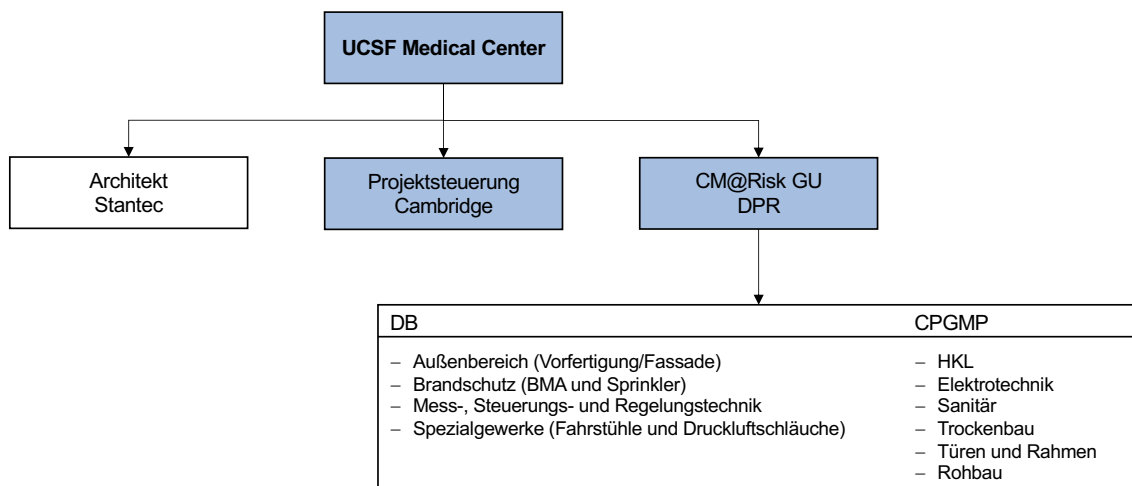 UCSF Medical Center
Architekt
Stantec
Projektsteuerung
Cambridge
CM@Risk GU
DPR
DB
– Außenbereich (Vorfertigung/Fassade)
– Brandschutz (BMA und Sprinkler)
– Mess-, Steuerungs- und Regelungstechnik
– Spezialgewerke (Fahrstühle und Druckluftschläuche)
CPGMP
– HKL
– Elektrotechnik
– Sanitär
– Trockenbau
– Türen und Rahmen
– Rohbau